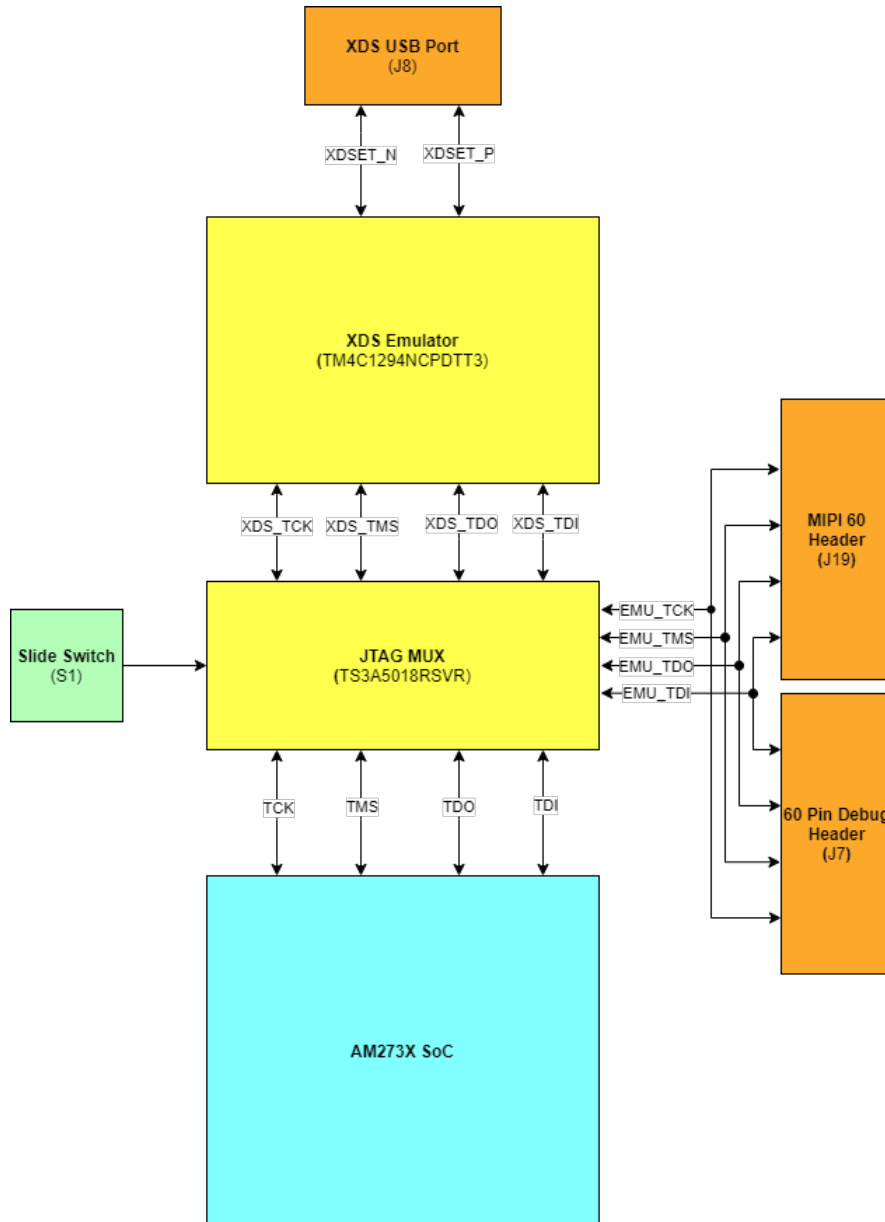 XDS USB Port
(J8)
XDSET_N
XDSET_P
XDS Emulator
(TM4C1294NCPDTT3)
XDS_TCK
XDS_TMS
XDS_TDO
XDS_TDI
MIPI 60
Header
(J19)
EMU_TCK
EMU_TMS
EMU_TDO
EMU_TDI
Slide Switch
(S1)
JTAG MUX
(TS3A5018RSVR)
TCK
TMS
TDO
TDI
60 Pin Debug
Header
(J7)
AM273X SoC